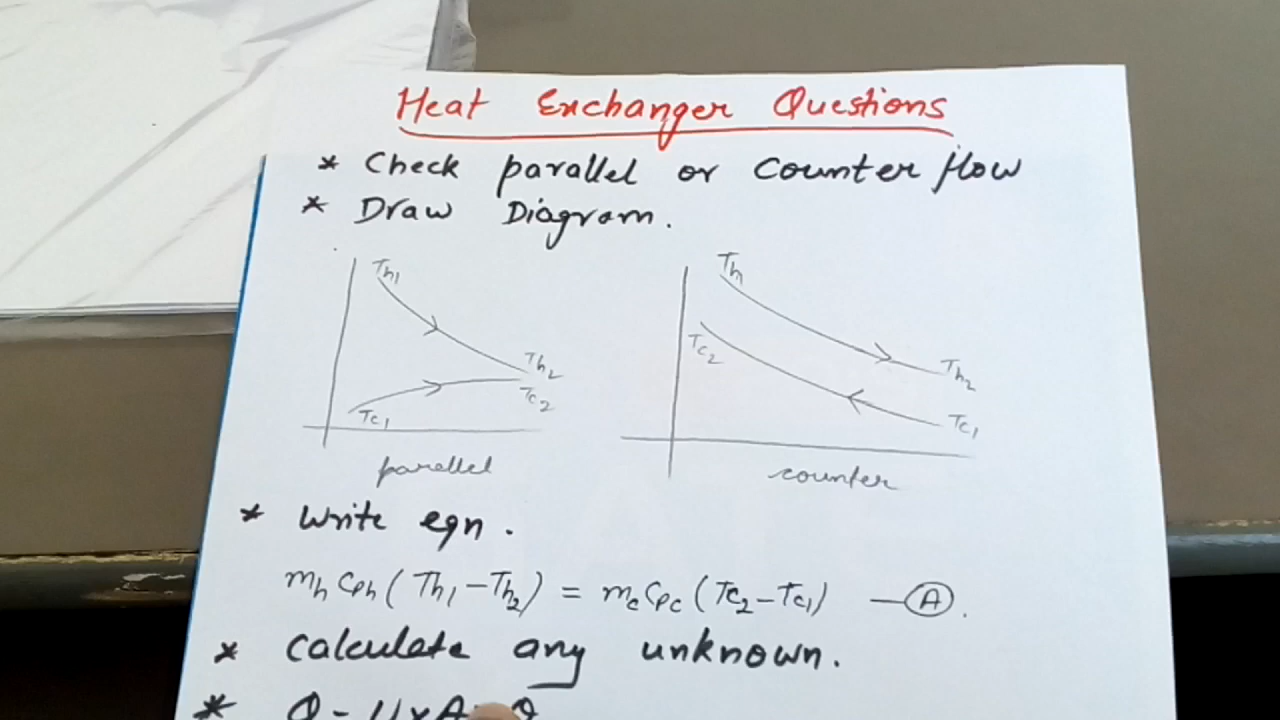 Heat Exchanger Questions
* Check parallel or Counter flow
* Draw Diagram.
Th1
Th2
Tc2
Tc1
parallel
Th1
Tc2
Th2
Tc1
counter
* Write eqn.
mh Cph (Th1 - Th2) = mc Cpc (Tc2 - Tc1) — A.
* Calculate any unknown.
* Q = U x A